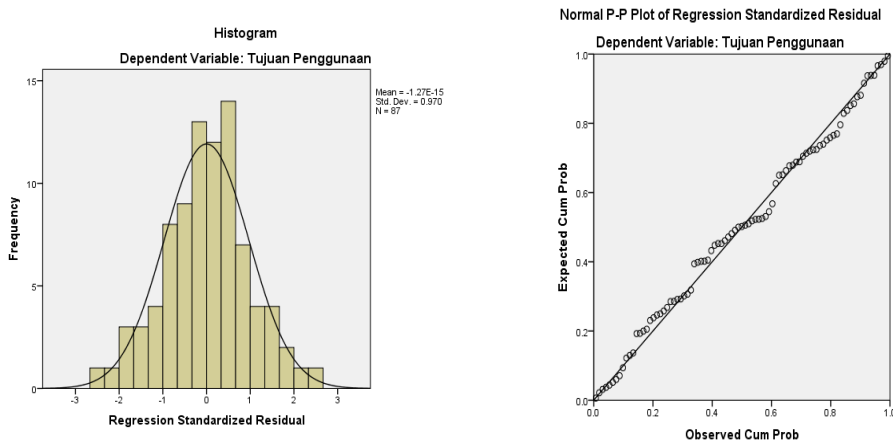 Histogram
Dependent Variable: Tujuan Penggunaan
Mean = -1.27E-15
Std. Dev. = 0.970
N = 87
Frequency
15
10
5
0
-3 -2 -1 0 1 2 3
Regression Standardized Residual
Normal P-P Plot of Regression Standardized Residual
Dependent Variable: Tujuan Penggunaan
Expected Cum Prob
1.0
0.8
0.6
0.4
0.2
0.0
0.0 0.2 0.4 0.6 0.8 1.0
Observed Cum Prob